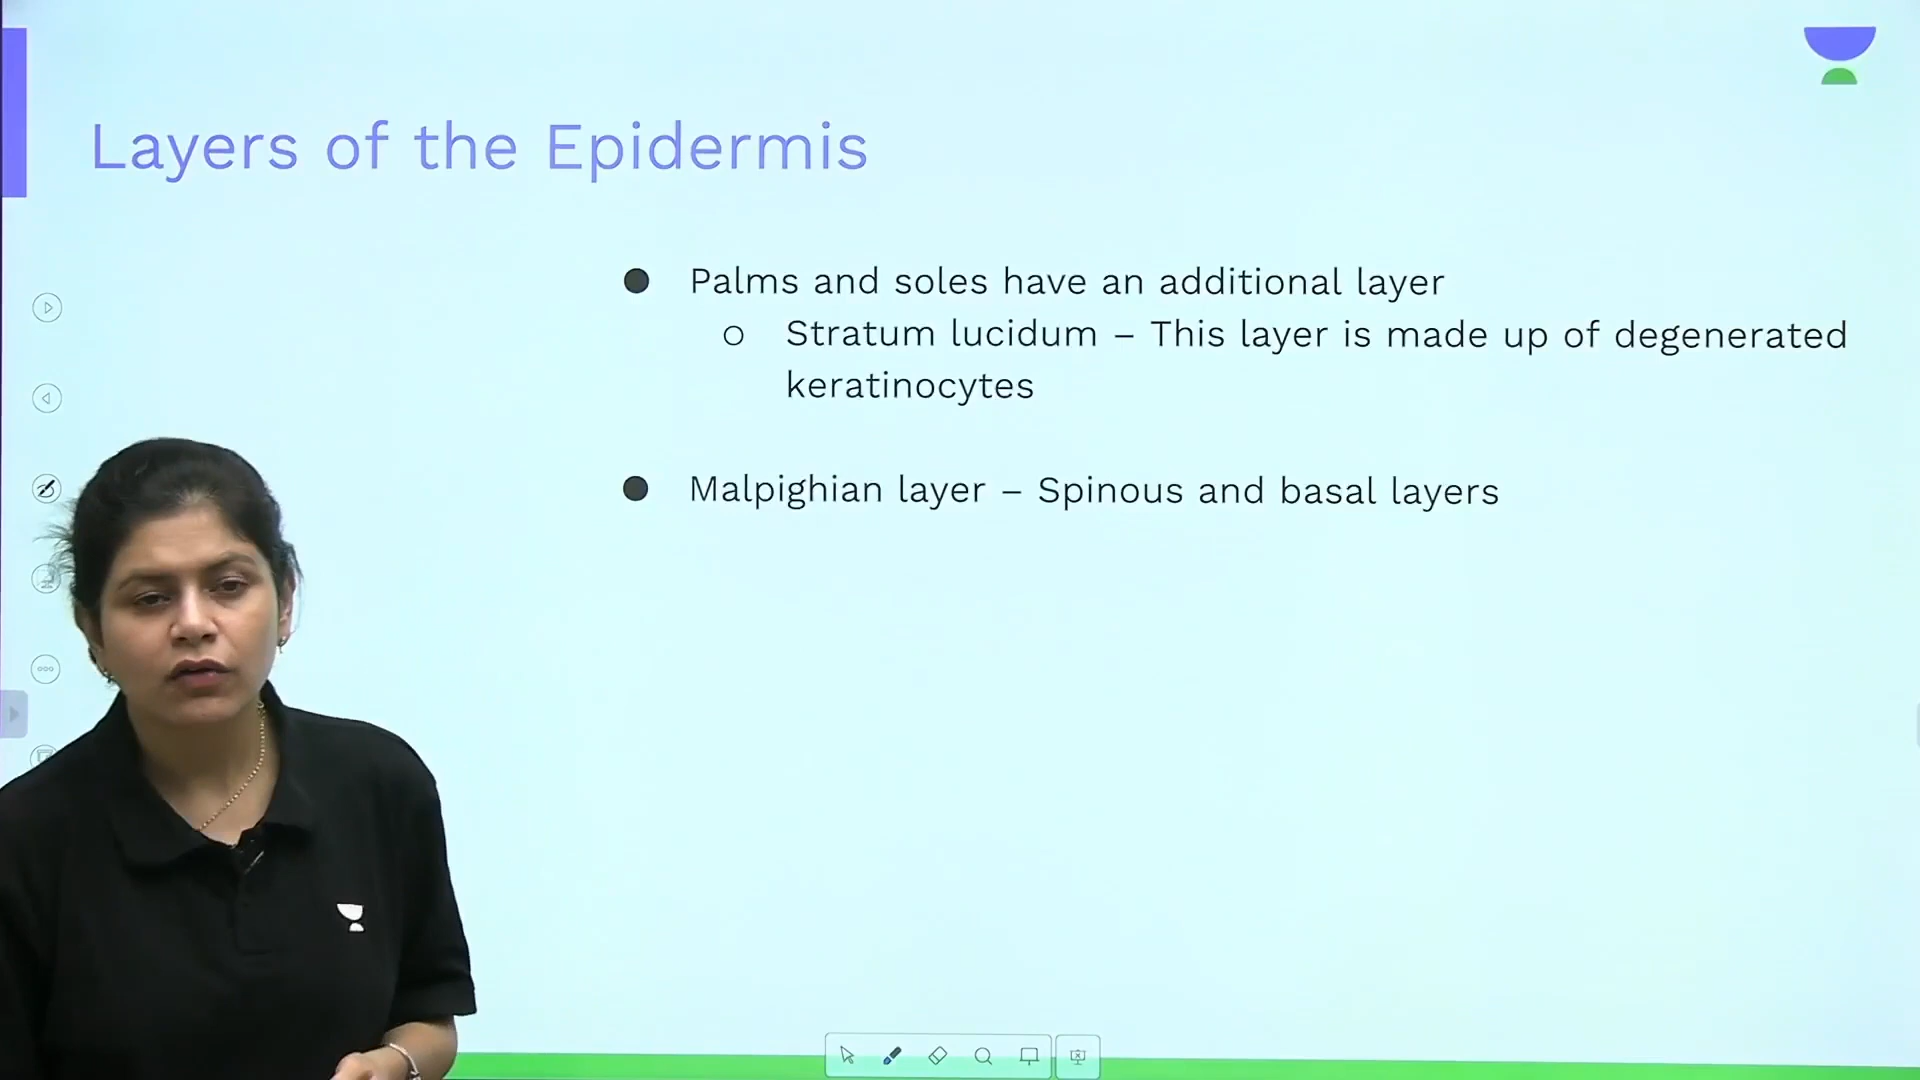 Layers of the Epidermis
● Palms and soles have an additional layer
○ Stratum lucidum – This layer is made up of degenerated
keratinocytes
● Malpighian layer – Spinous and basal layers